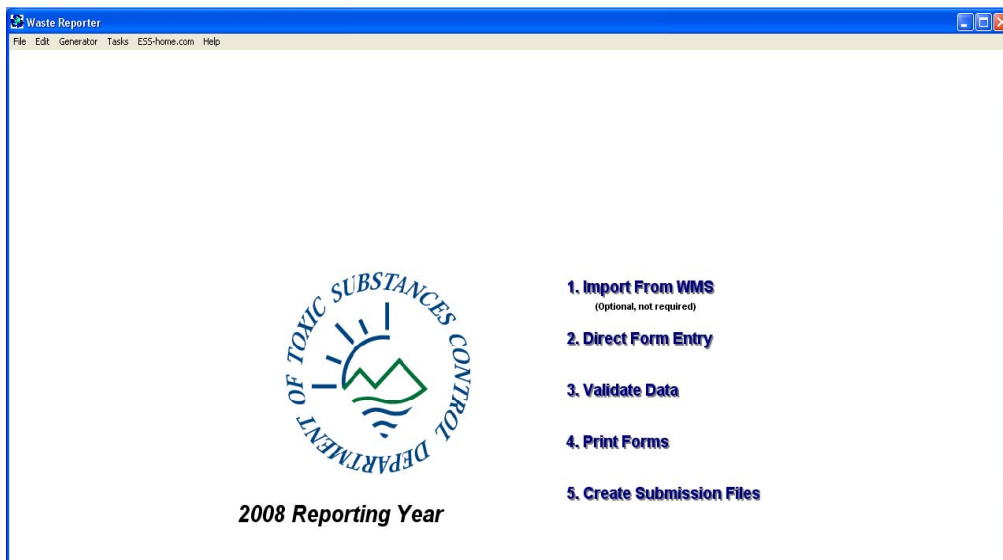 Waste Reporter
File Edit Generator Tasks ESS-home.com Help
DEPARTMENT OF TOXIC SUBSTANCES CONTROL
2008 Reporting Year
1. Import From WMS
(Optional, not required)
2. Direct Form Entry
3. Validate Data
4. Print Forms
5. Create Submission Files